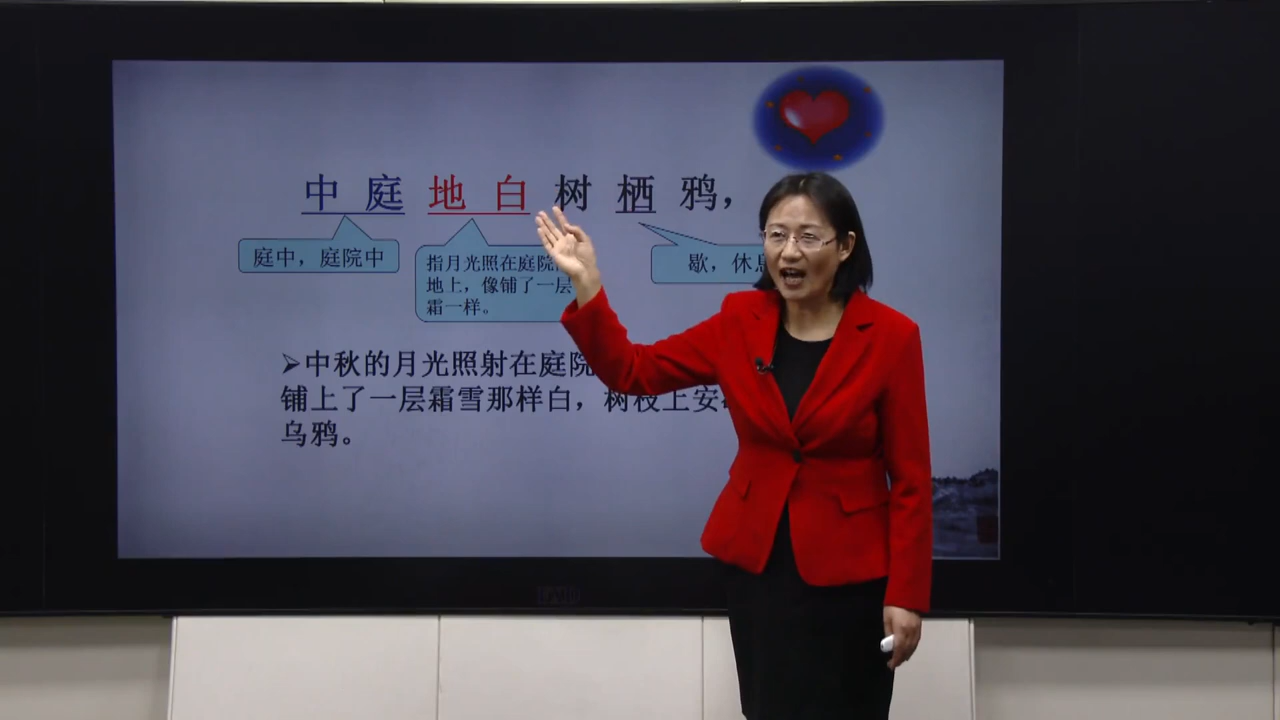 中庭地白树栖鸦，
庭中，庭院中
指月光照在庭院
地上，像铺了一层
霜一样。
歇，休息
➢中秋的月光照射在庭院
铺上了一层霜雪那样白，树枝上安
乌鸦。